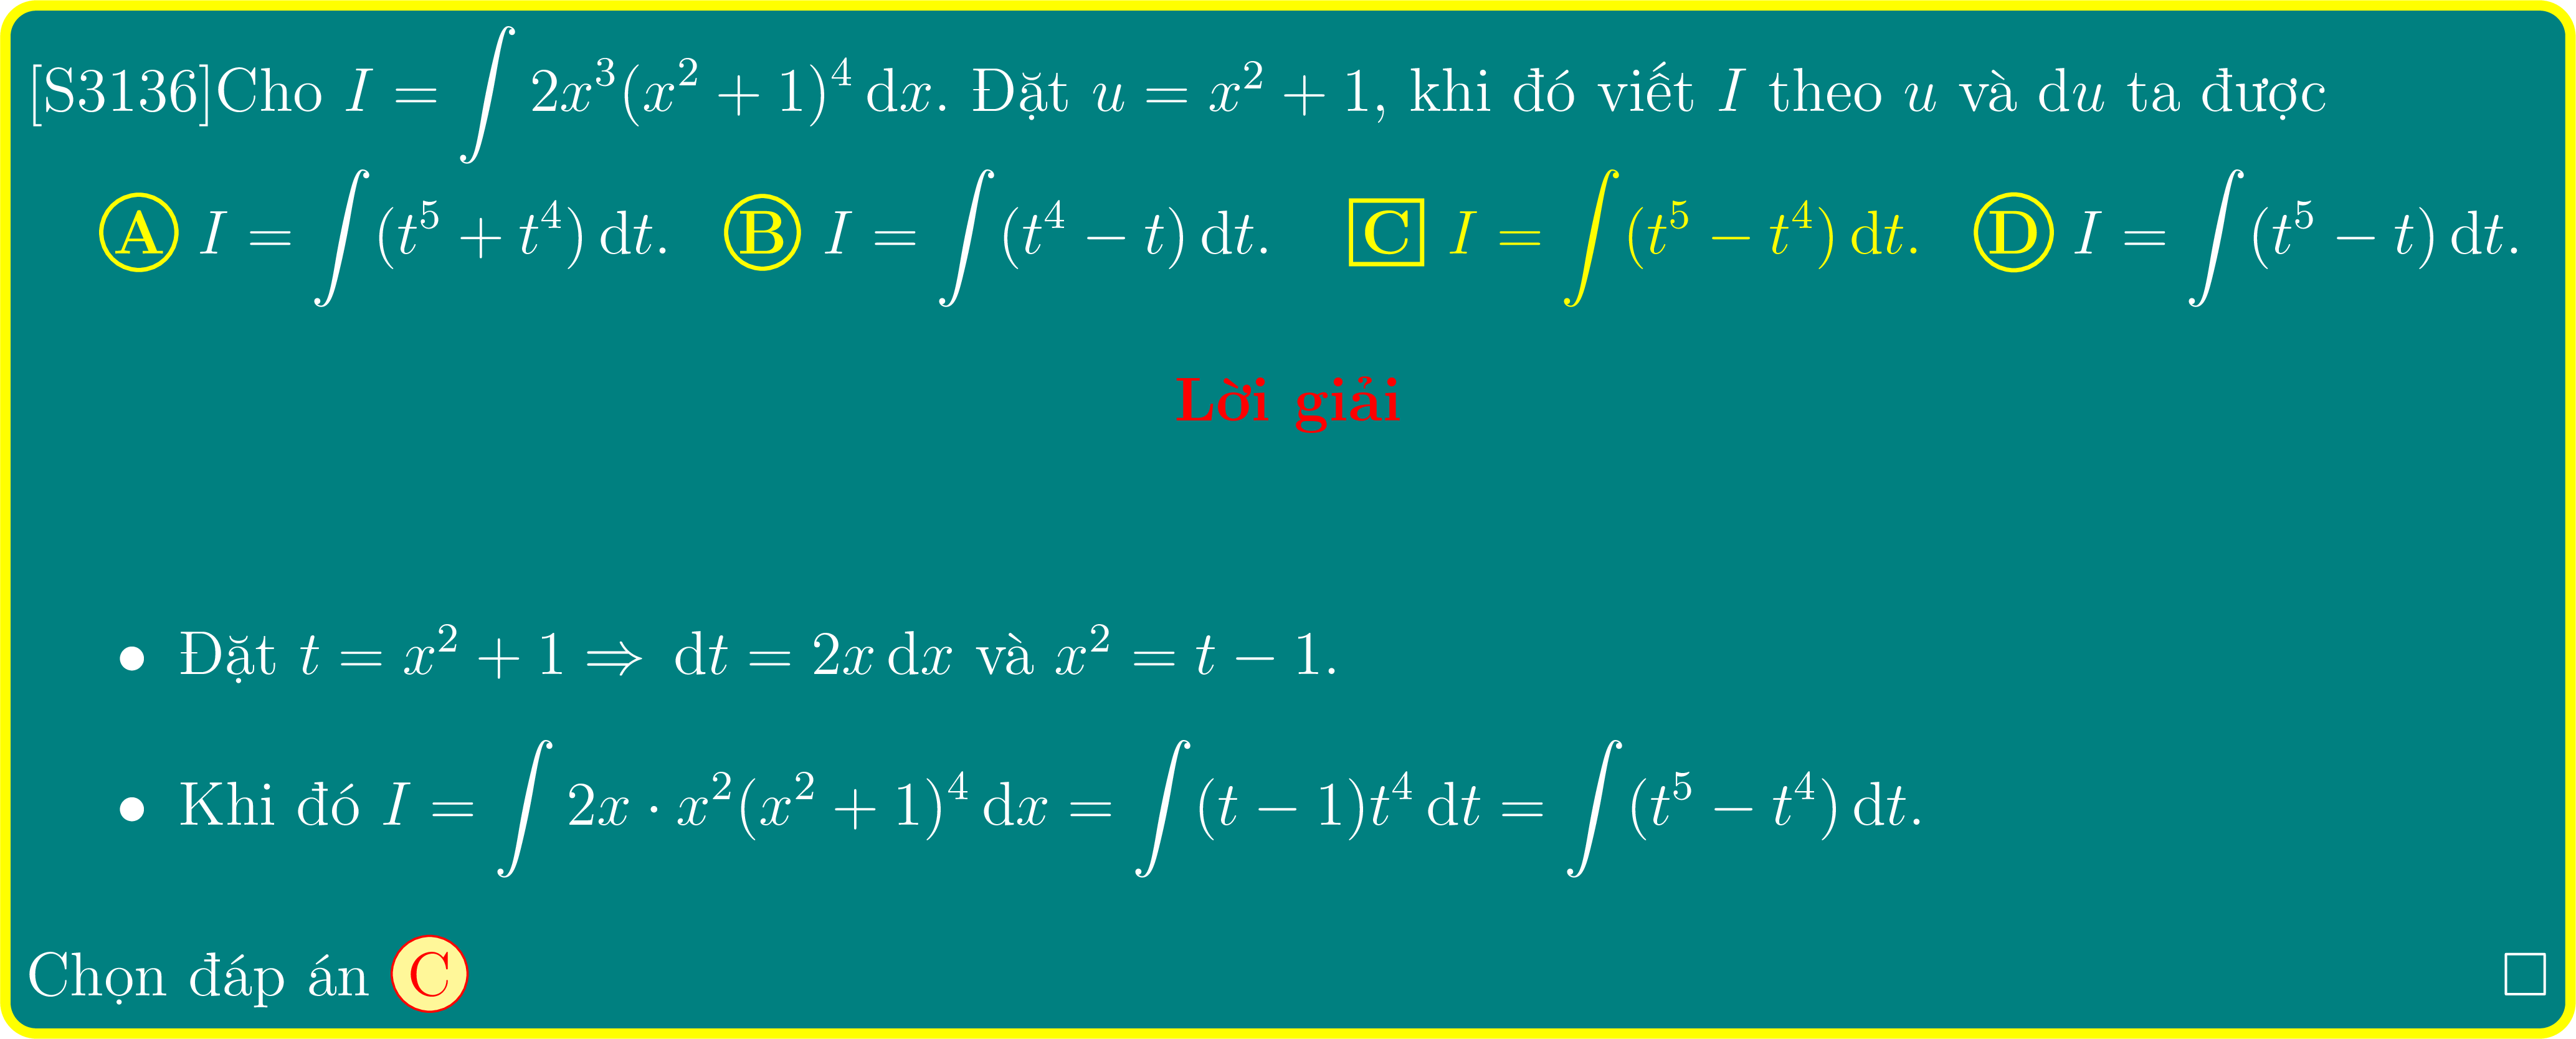 [S3136]Cho $I = \int 2x^3(x^2 + 1)^4 \, \mathrm{d}x$. Đặt $u = x^2 + 1$, khi đó viết $I$ theo $u$ và $\mathrm{d}u$ ta được
A $I = \int (t^5 + t^4) \, \mathrm{d}t$. B $I = \int (t^4 - t) \, \mathrm{d}t$. C $I = \int (t^5 - t^4) \, \mathrm{d}t$. D $I = \int (t^5 - t) \, \mathrm{d}t$.
Lời giải
• Đặt $t = x^2 + 1 \Rightarrow \mathrm{d}t = 2x \, \mathrm{d}x$ và $x^2 = t - 1$.
• Khi đó $I = \int 2x \cdot x^2(x^2 + 1)^4 \, \mathrm{d}x = \int (t - 1)t^4 \, \mathrm{d}t = \int (t^5 - t^4) \, \mathrm{d}t$.
Chọn đáp án C □